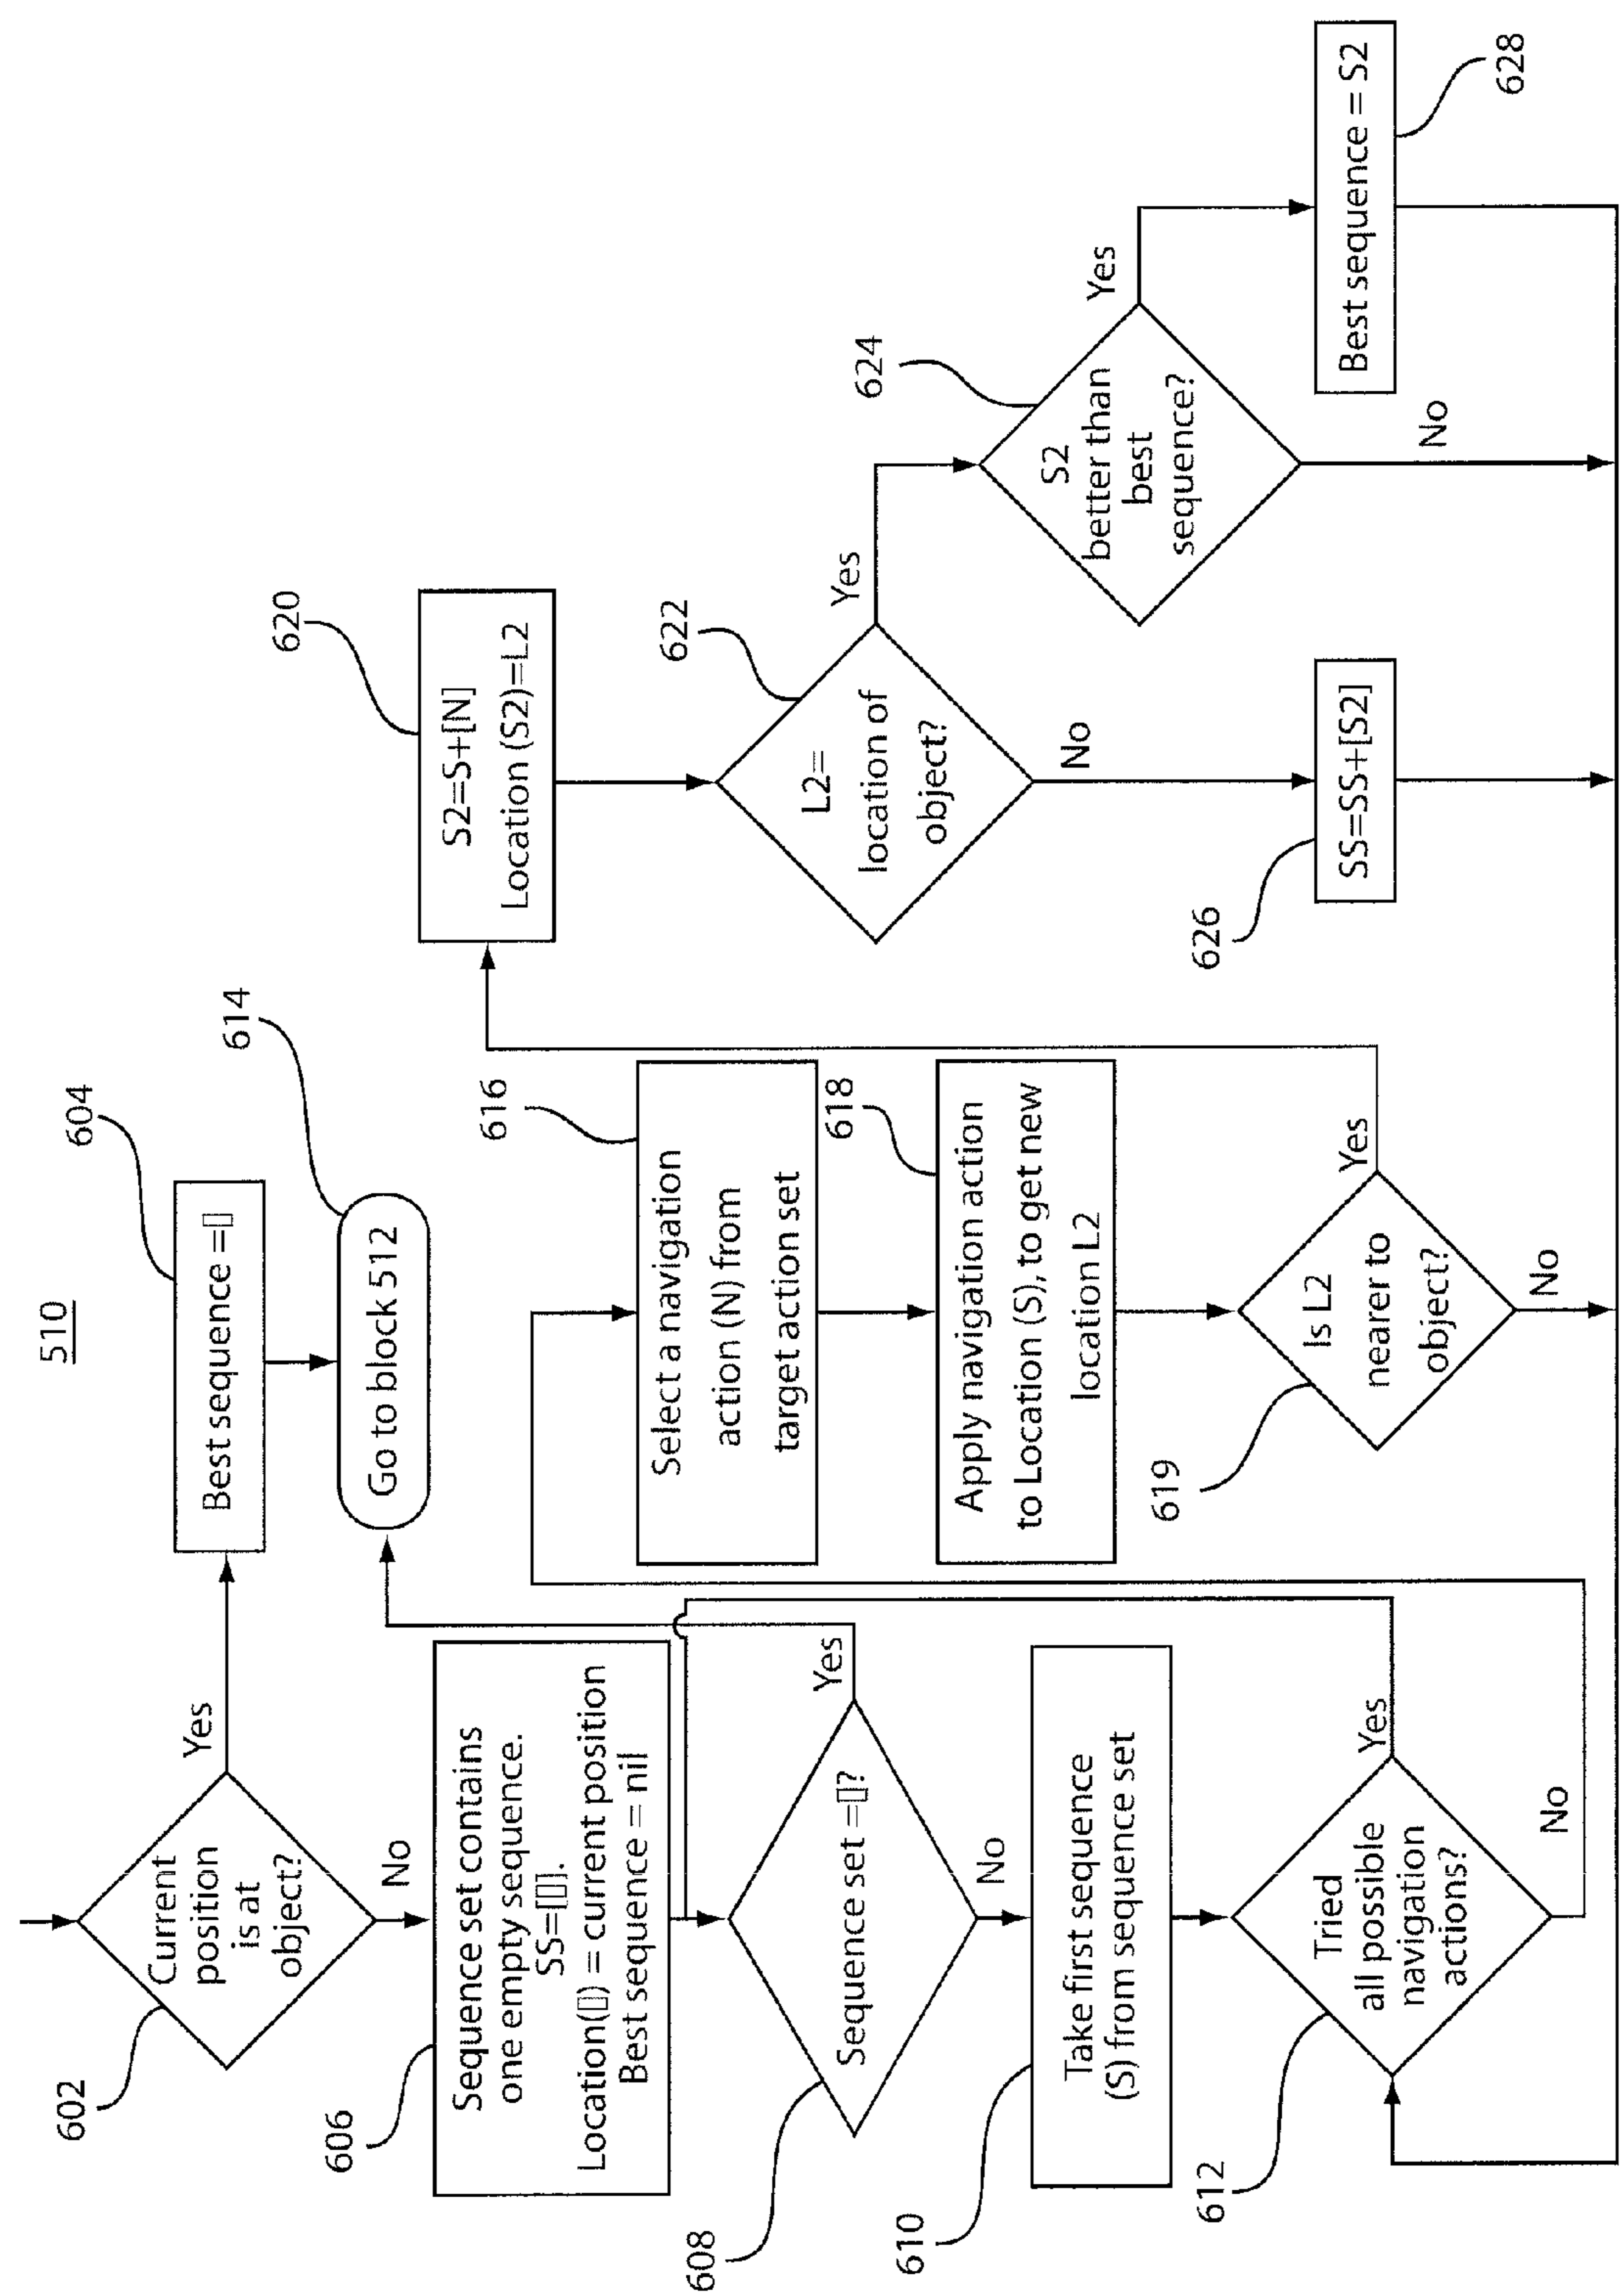 510
602
Current
position
is at
object?
Yes
No
604
Best sequence =[]
614
Go to block 512
606
Sequence set contains
one empty sequence.
SS=[[]].
Location([]) = current position
Best sequence = nil
608
Sequence set =[]?
Yes
No
610
Take first sequence
(S) from sequence set
612
Tried
all possible
navigation
actions?
Yes
No
616
Select a navigation
action (N) from
target action set
618
Apply navigation action
to Location (S), to get new
location L2
619
Is L2
nearer to
object?
Yes
No
620
S2=S+[N]
Location (S2)=L2
622
L2=
location of
object?
Yes
No
624
S2
better than
best
sequence?
Yes
No
626
SS=SS+[S2]
628
Best sequence = S2